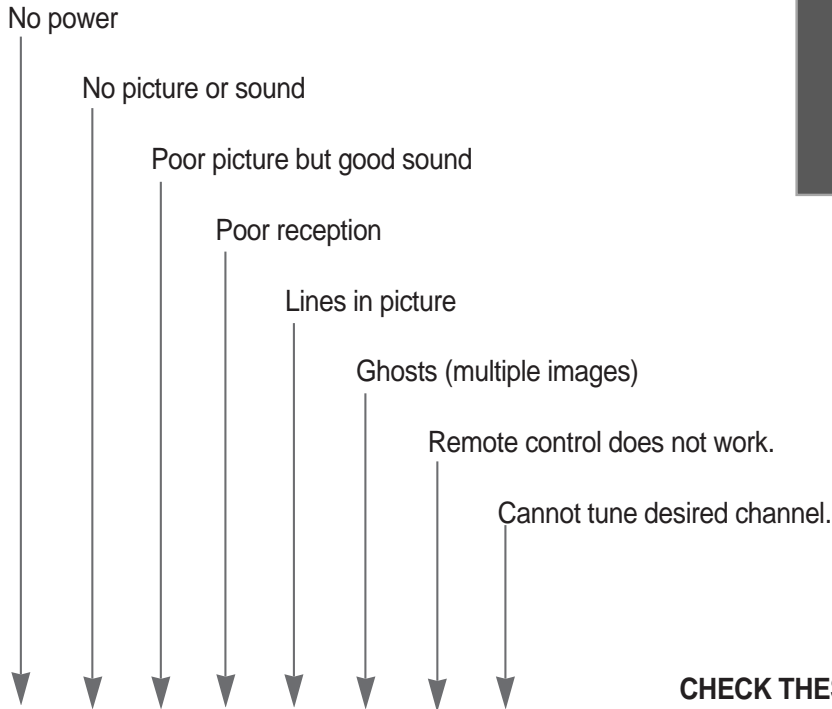 No power
No picture or sound
Poor picture but good sound
Poor reception
Lines in picture
Ghosts (multiple images)
Remote control does not work.
Cannot tune desired channel.
CHECK THES